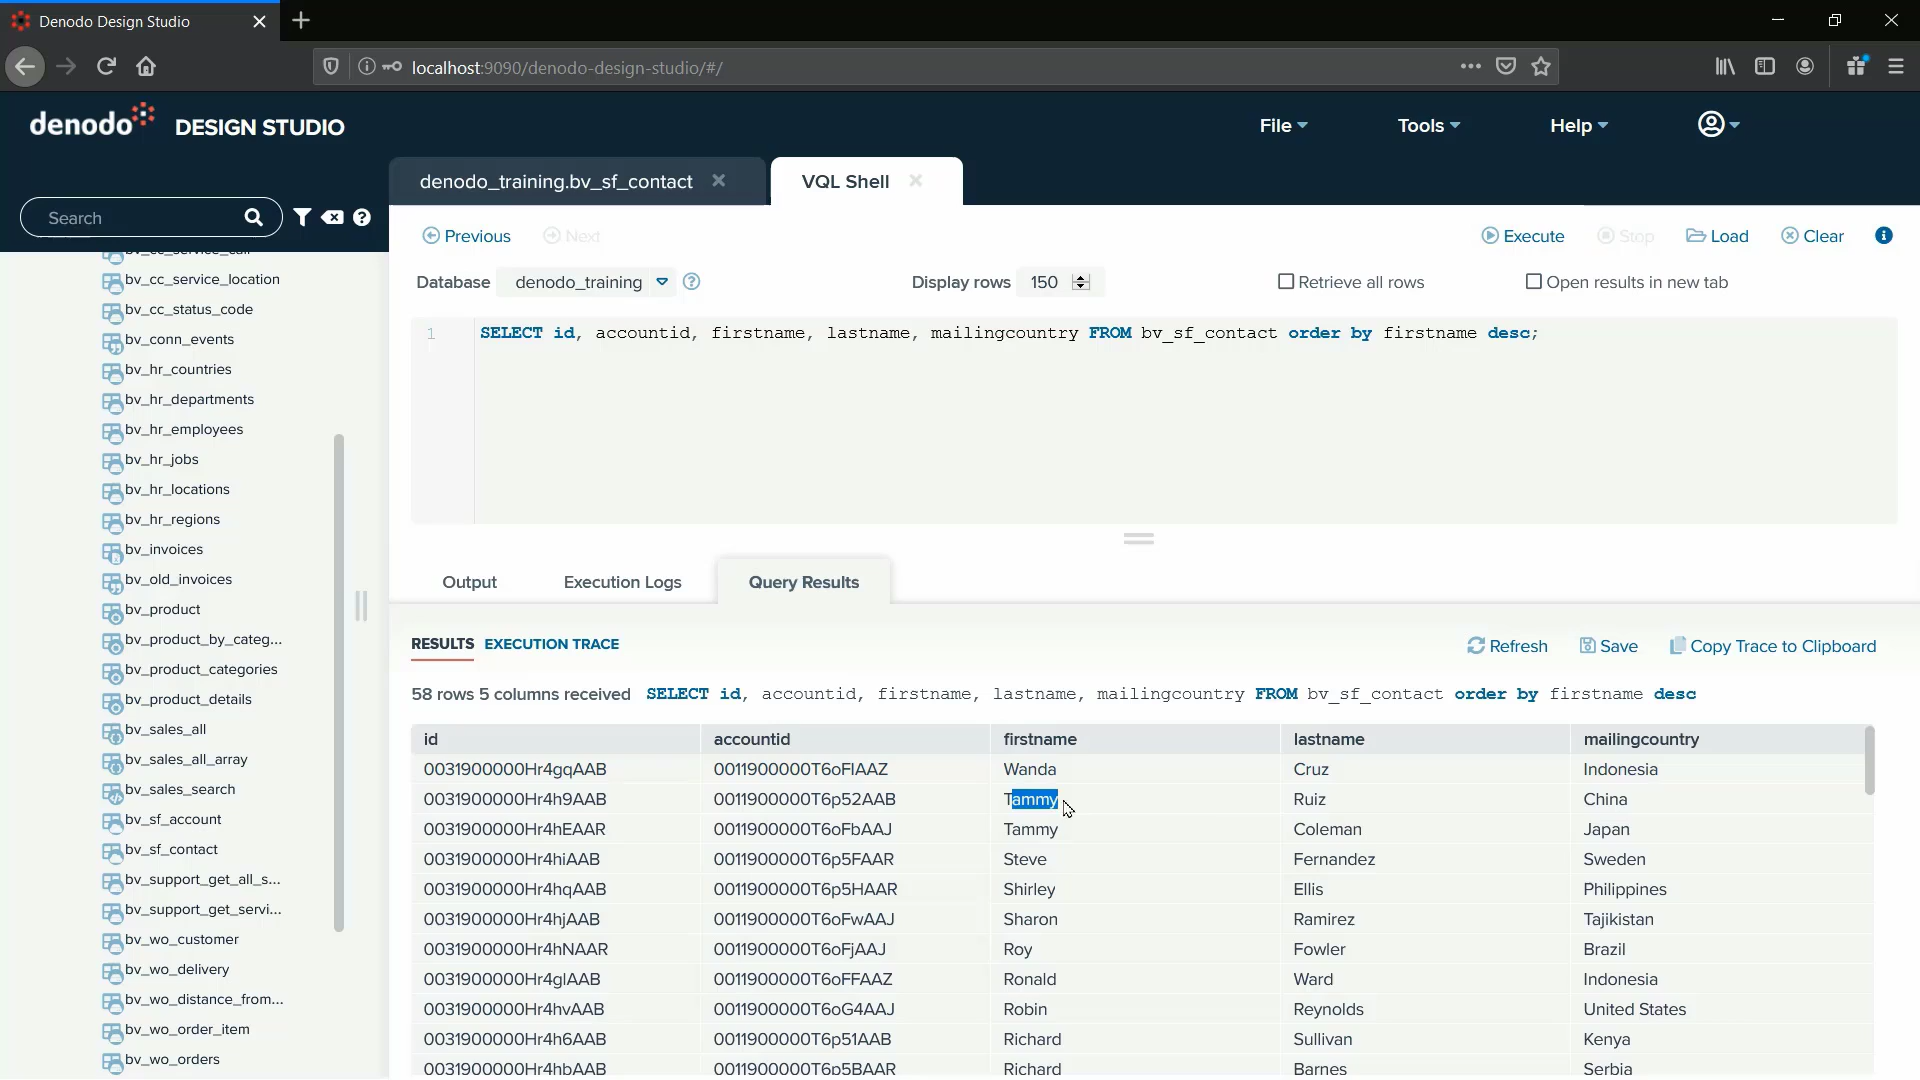 Denodo Design Studio
localhost:9090/denodo-design-studio/#/
denodo DESIGN STUDIO
File Tools Help
denodo_training.bv_sf_contact VQL Shell
Search
Previous Next Execute Stop Load Clear
Database denodo_training Display rows 150 Retrieve all rows Open results in new tab
1 SELECT id, accountid, firstname, lastname, mailingcountry FROM bv_sf_contact order by firstname desc;
bv_cc_service_call
bv_cc_service_location
bv_cc_status_code
bv_conn_events
bv_hr_countries
bv_hr_departments
bv_hr_employees
bv_hr_jobs
bv_hr_locations
bv_hr_regions
bv_invoices
bv_old_invoices
bv_product
bv_product_by_categ...
bv_product_categories
bv_product_details
bv_sales_all
bv_sales_all_array
bv_sales_search
bv_sf_account
bv_sf_contact
bv_support_get_all_s...
bv_support_get_servi...
bv_wo_customer
bv_wo_delivery
bv_wo_distance_from...
bv_wo_order_item
bv_wo_orders
Output Execution Logs Query Results
RESULTS EXECUTION TRACE Refresh Save Copy Trace to Clipboard
58 rows 5 columns received SELECT id, accountid, firstname, lastname, mailingcountry FROM bv_sf_contact order by firstname desc
id accountid firstname lastname mailingcountry
0031900000Hr4gqAAB 0011900000T6oFIAAZ Wanda Cruz Indonesia
0031900000Hr4h9AAB 0011900000T6p52AAB Tammy Ruiz China
0031900000Hr4hEAAR 0011900000T6oFbAAJ Tammy Coleman Japan
0031900000Hr4hiAAB 0011900000T6p5FAAR Steve Fernandez Sweden
0031900000Hr4hqAAB 0011900000T6p5HAAR Shirley Ellis Philippines
0031900000Hr4hjAAB 0011900000T6oFwAAJ Sharon Ramirez Tajikistan
0031900000Hr4hNAAR 0011900000T6oFjAAJ Roy Fowler Brazil
0031900000Hr4glAAB 0011900000T6oFFAAZ Ronald Ward Indonesia
0031900000Hr4hvAAB 0011900000T6oG4AAJ Robin Reynolds United States
0031900000Hr4h6AAB 0011900000T6p51AAB Richard Sullivan Kenya
0031900000Hr4hbAAB 0011900000T6p5BAAR Richard Barnes Serbia